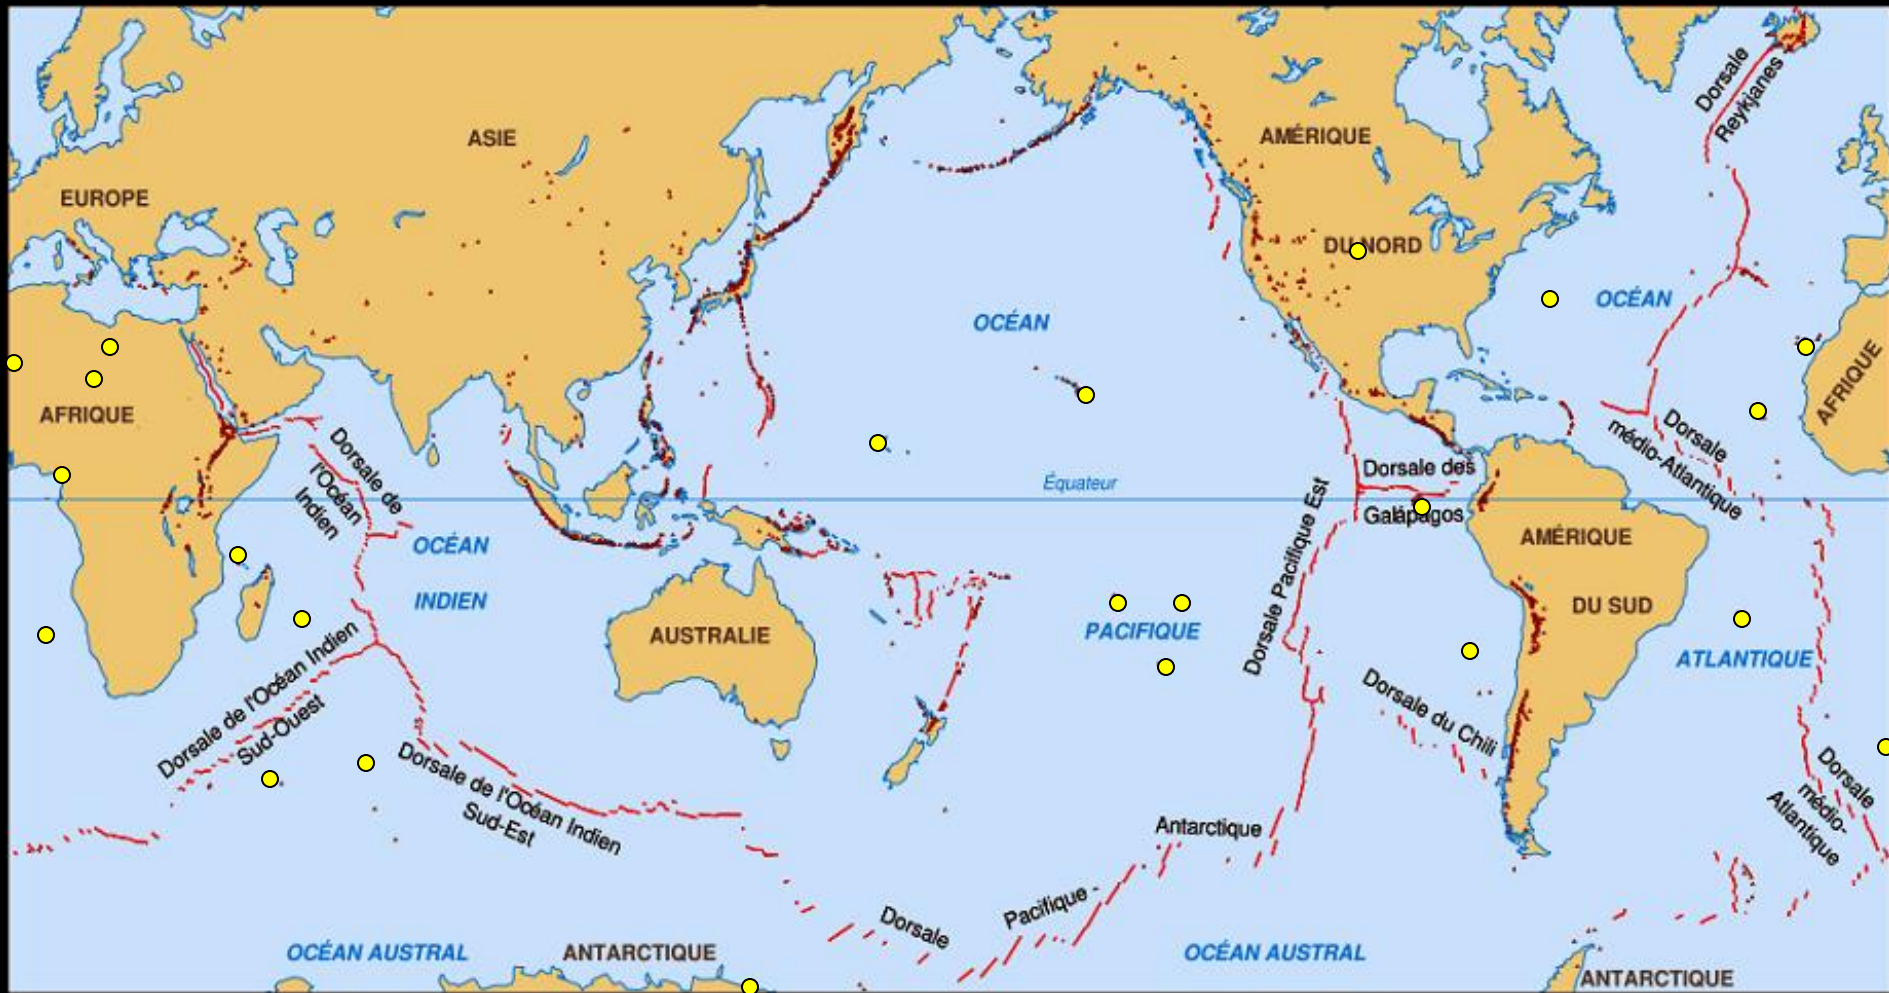 Dorsale
Reykjanes
ASIE
AMÉRIQUE
DU NORD
EUROPE
OCÉAN
OCÉAN
AFRIQUE
AFRIQUE
Dorsale de
l'Océan
Indien
Dorsale
médio-Atlantique
Dorsale des
Galápagos
Équateur
Dorsale Pacifique Est
OCÉAN
INDIEN
AMÉRIQUE
DU SUD
AUSTRALIE
PACIFIQUE
ATLANTIQUE
Dorsale de l'Océan Indien
Sud-Ouest
Dorsale du Chili
Dorsale de l'Océan Indien
Sud-Est
Dorsale
médio-
Atlantique
Antarctique
Pacifique -
Dorsale
OCÉAN AUSTRAL
ANTARCTIQUE
OCÉAN AUSTRAL
ANTARCTIQUE